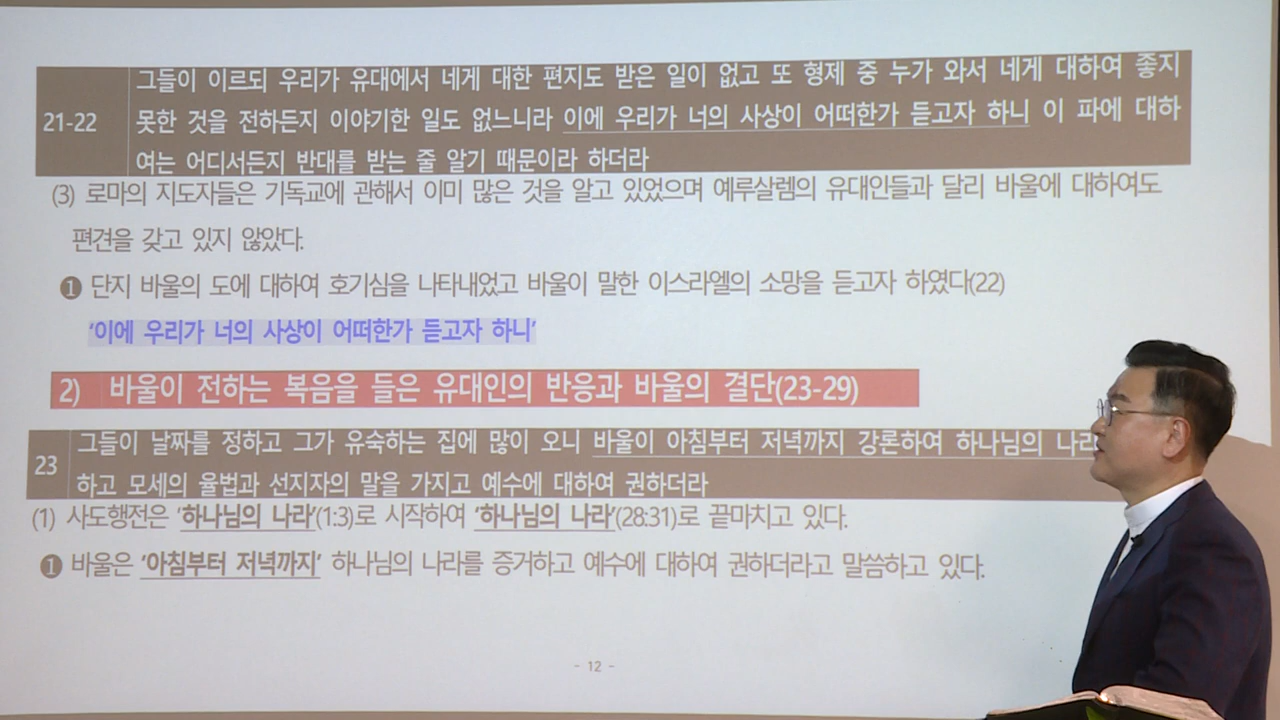 그들이 이르되 우리가 유대에서 네게 대한 편지도 받은 일이 없고 또 형제 중 누가 와서 네게 대하여 좋지
21-22 못한 것을 전하든지 이야기한 일도 없느니라 이에 우리가 너의 사상이 어떠한가 듣고자 하니 이 파에 대하
여는 어디서든지 반대를 받는 줄 알기 때문이라 하더라
(3) 로마의 지도자들은 기독교에 관해서 이미 많은 것을 알고 있었으며 예루살렘의 유대인들과 달리 바울에 대하여도
편견을 갖고 있지 않았다.
❶ 단지 바울의 도에 대하여 호기심을 나타내었고 바울이 말한 이스라엘의 소망을 듣고자 하였다(22)
‘이에 우리가 너의 사상이 어떠한가 듣고자 하니’
2) 바울이 전하는 복음을 들은 유대인의 반응과 바울의 결단(23-29)
23 그들이 날짜를 정하고 그가 유숙하는 집에 많이 오니 바울이 아침부터 저녁까지 강론하여 하나님의 나라
하고 모세의 율법과 선지자의 말을 가지고 예수에 대하여 권하더라
(1) 사도행전은 ‘하나님의 나라’(1:3)로 시작하여 ‘하나님의 나라’(28:31)로 끝마치고 있다.
❶ 바울은 ‘아침부터 저녁까지’ 하나님의 나라를 증거하고 예수에 대하여 권하더라고 말씀하고 있다.
- 12 -